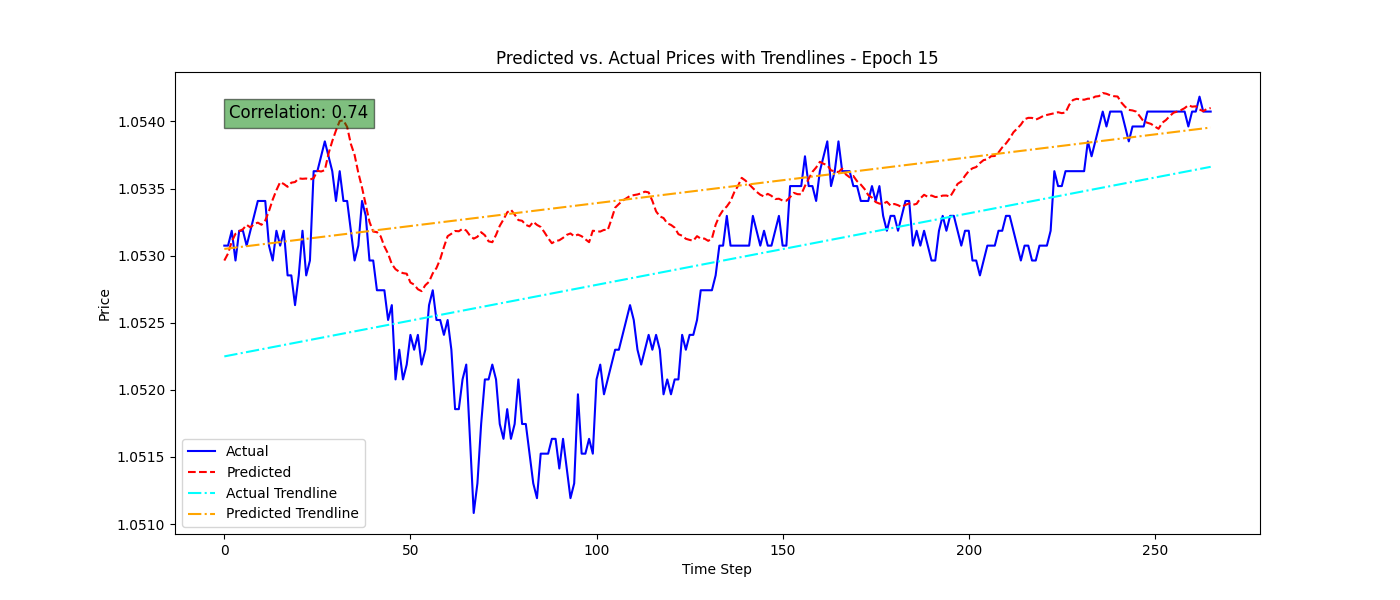 Predicted vs. Actual Prices with Trendlines - Epoch 15
Correlation: 0.74
Price
1.0540
1.0535
1.0530
1.0525
1.0520
1.0515
1.0510
Actual
Predicted
Actual Trendline
Predicted Trendline
0 50 100 150 200 250
Time Step